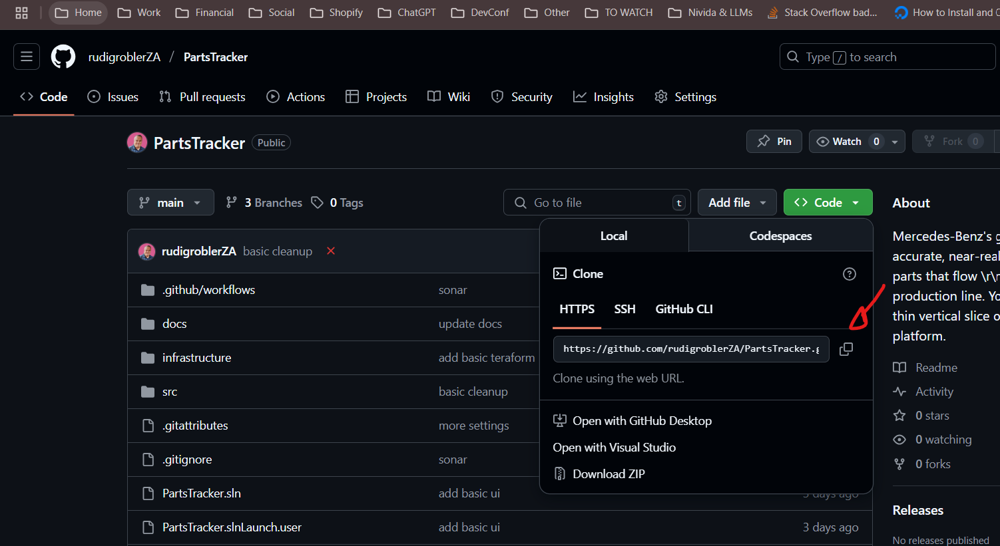 Home Work Financial Social Shopify ChatGPT DevConf Other TO WATCH Nivida & LLMs Stack Overflow bad... How to Install and
rudigroblerZA / PartsTracker Type / to search
Code Issues Pull requests Actions Projects Wiki Security Insights Settings
PartsTracker Public Pin Watch 0 Fork 0
main 3 Branches 0 Tags Go to file t Add file Code
About
Local Codespaces
Mercedes-Benz's g
rudigroblerZA basic cleanup
accurate, near-real
Clone
parts that flow \r\n
.github/workflows sonar
production line. Yo
HTTPS SSH GitHub CLI
thin vertical slice o
docs update docs
platform.
https://github.com/rudigroblerZA/PartsTracker.g
infrastructure add basic teraform
Readme
Clone using the web URL.
src basic cleanup
Activity
Open with GitHub Desktop
0 stars
.gitattributes more settings
0 watching
Open with Visual Studio
.gitignore sonar
0 forks
Download ZIP
PartsTracker.sln add basic ui 3 days ago
Releases
PartsTracker.slnLaunch.user add basic ui 3 days ago
No releases published